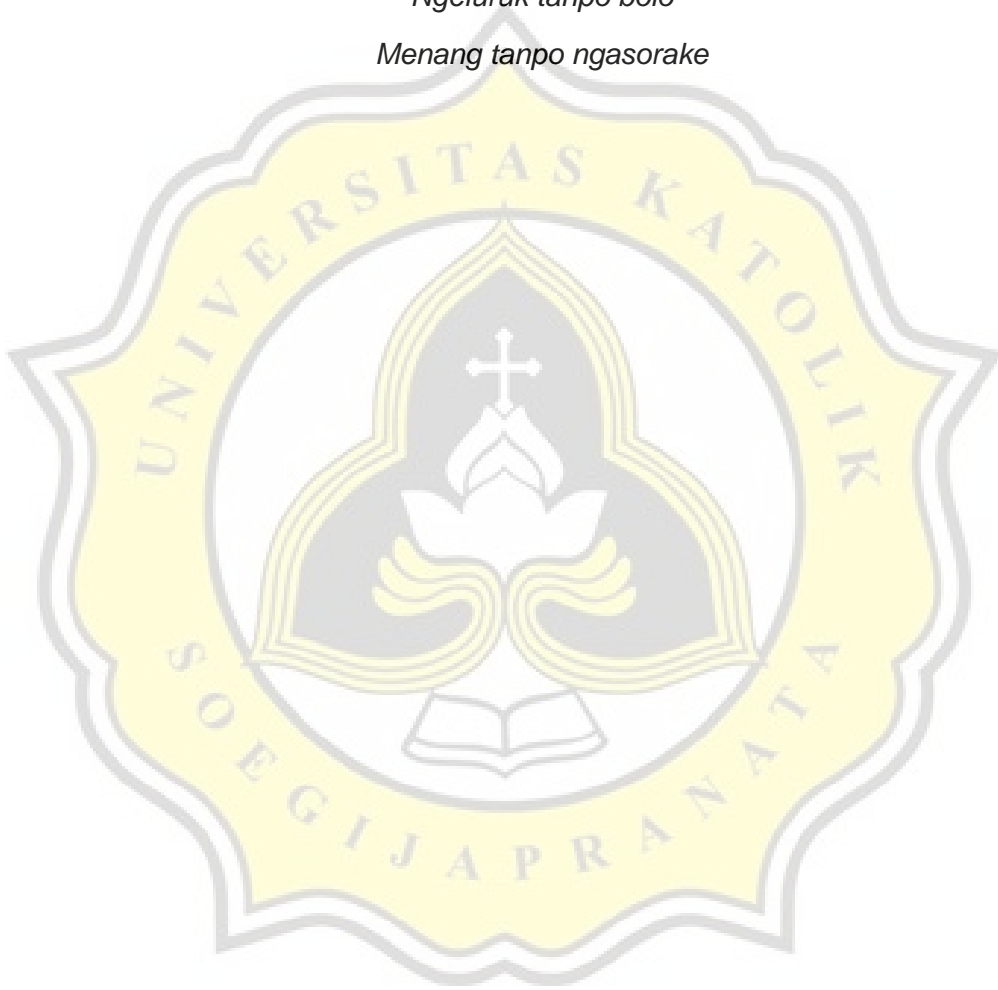 Ngeluruk tanpo bolo
Menang tanpo ngasorake
UNIVERSITAS KATOLIK
SOEGIJAPRANATA